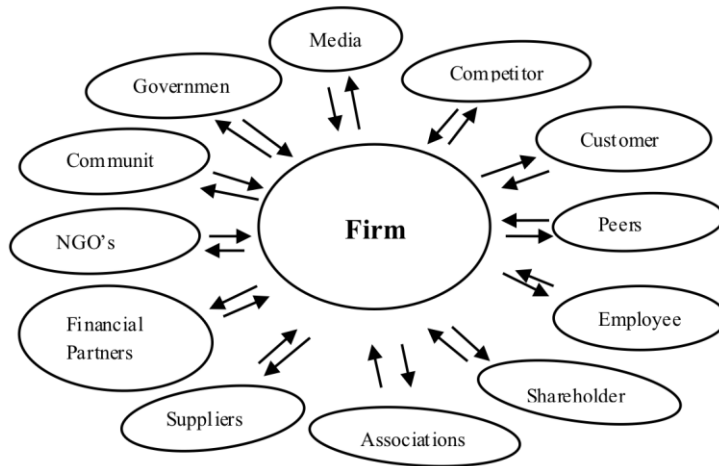 Media
Governmen
Competitor
Communit
Customer
Firm
NGO's
Peers
Financial
Partners
Employee
Suppliers
Shareholder
Associations